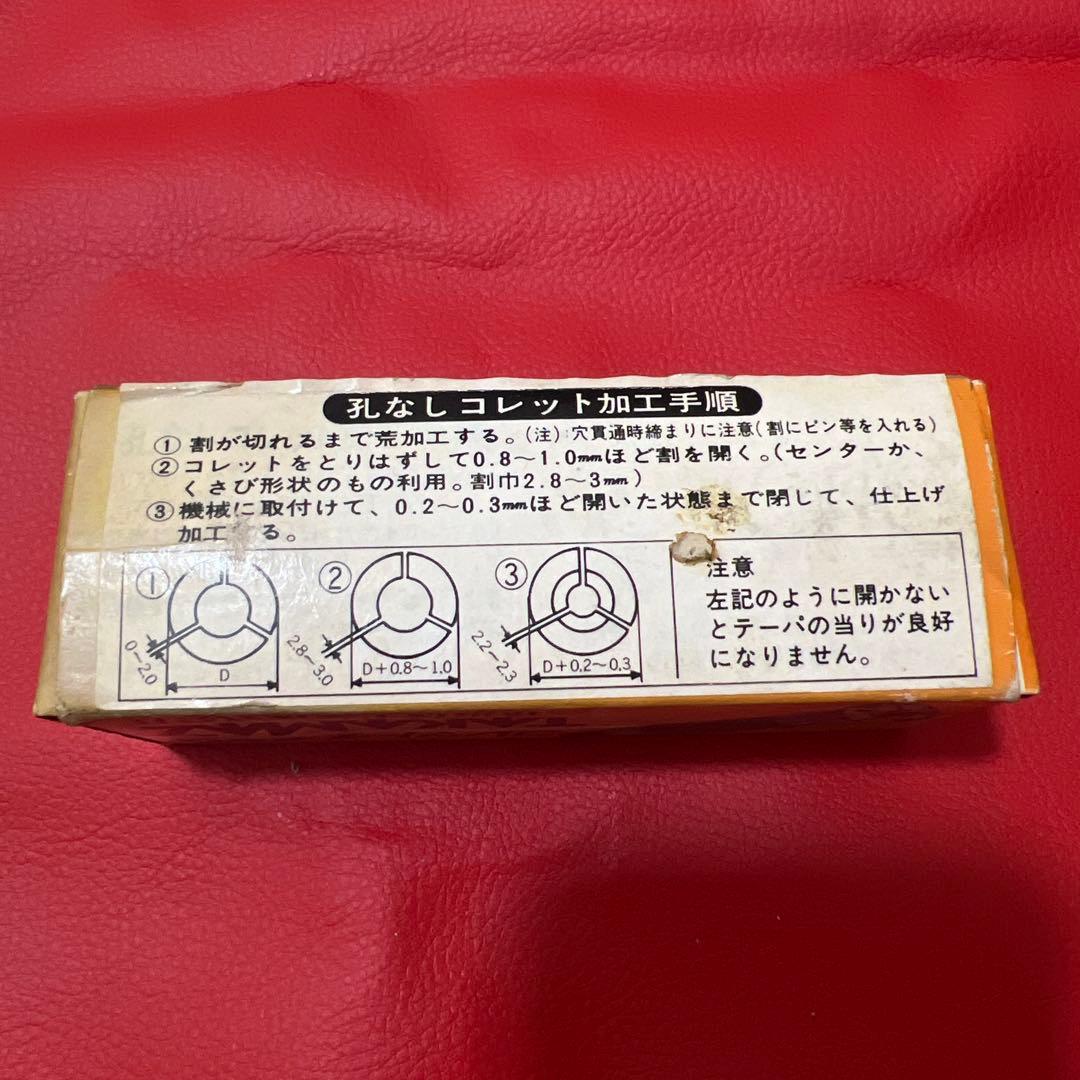 孔なしコレット加工手順
① 割が切れるまで荒加工する。(注):穴貫通時締まりに注意(割にピン等を入れる)
② コレットをとりはずして0.8〜1.0mmほど割を開く。(センターか、
くさび形状のもの利用。割巾2.8〜3mm)
③ 機械に取付けて、0.2〜0.3mmほど開いた状態まで閉じて、仕上げ
加工 る。
①
0〜2.0
D
②
2.8〜3.0
D+0.8〜1.0
③
2.2〜2.3
D+0.2〜0.3
注意
左記のように開かない
とテーパの当りが良好
になりません。